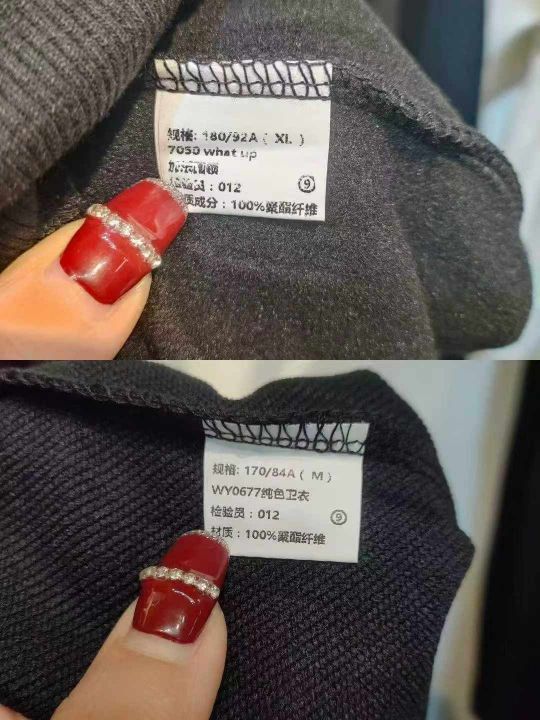 规格: 180/92A ( XL )
7050 what up
检验员 : 012 ⑨
质成分 : 100%聚酯纤维
规格: 170/84A ( M )
WY0677纯色卫衣
检验员 : 012 ⑨
材质 : 100%聚酯纤维